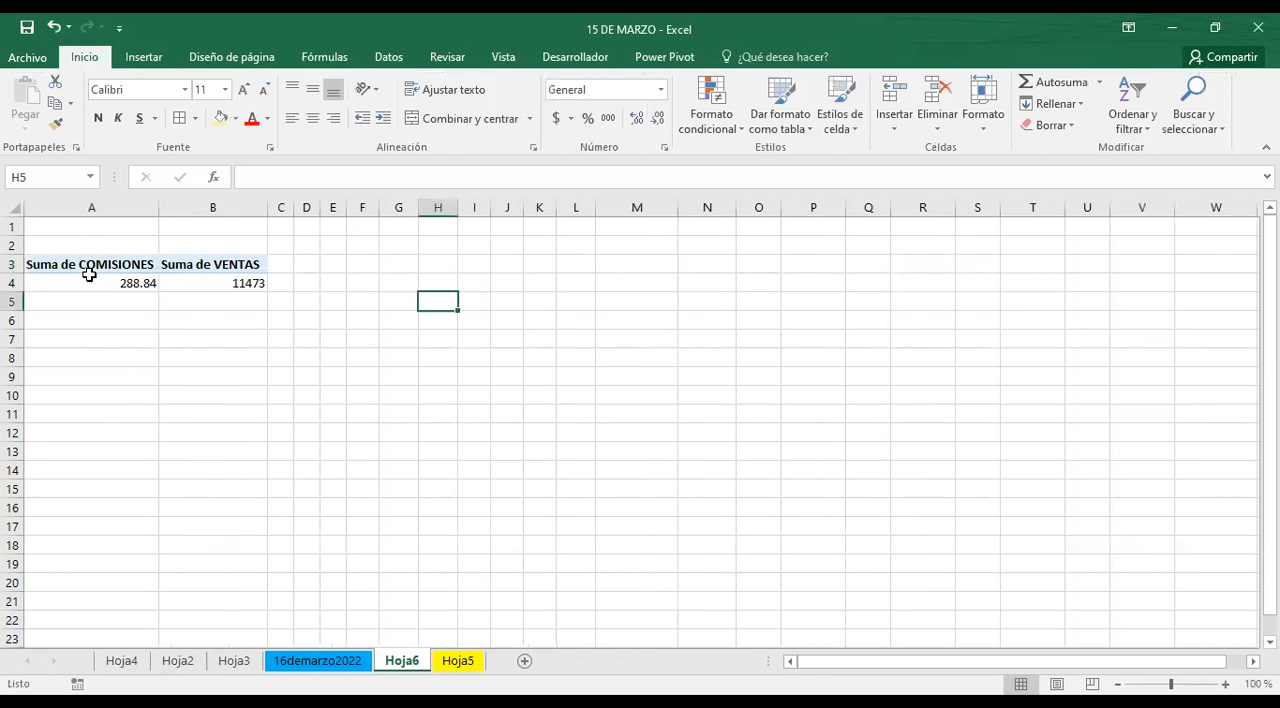 15 DE MARZO - Excel
Archivo Inicio Insertar Diseño de página Fórmulas Datos Revisar Vista Desarrollador Power Pivot ¿Qué desea hacer? Compartir
Pegar
Calibri 11
N K S
Ajustar texto
Combinar y centrar
General
$ % 000
Formato condicional
Dar formato como tabla
Estilos de celda
Insertar Eliminar Formato
Autosuma
Rellenar
Borrar
Ordenar y filtrar
Buscar y seleccionar
Portapapeles Fuente Alineación Número Estilos Celdas Modificar
H5 fx
A B C D E F G H I J K L M N O P Q R S T U V W
1
2
3 Suma de COMISIONES Suma de VENTAS
4 288.84 11473
5
6
7
8
9
10
11
12
13
14
15
16
17
18
19
20
21
22
23
Hoja4 Hoja2 Hoja3 16demarzo2022 Hoja6 Hoja5
Listo 100 %